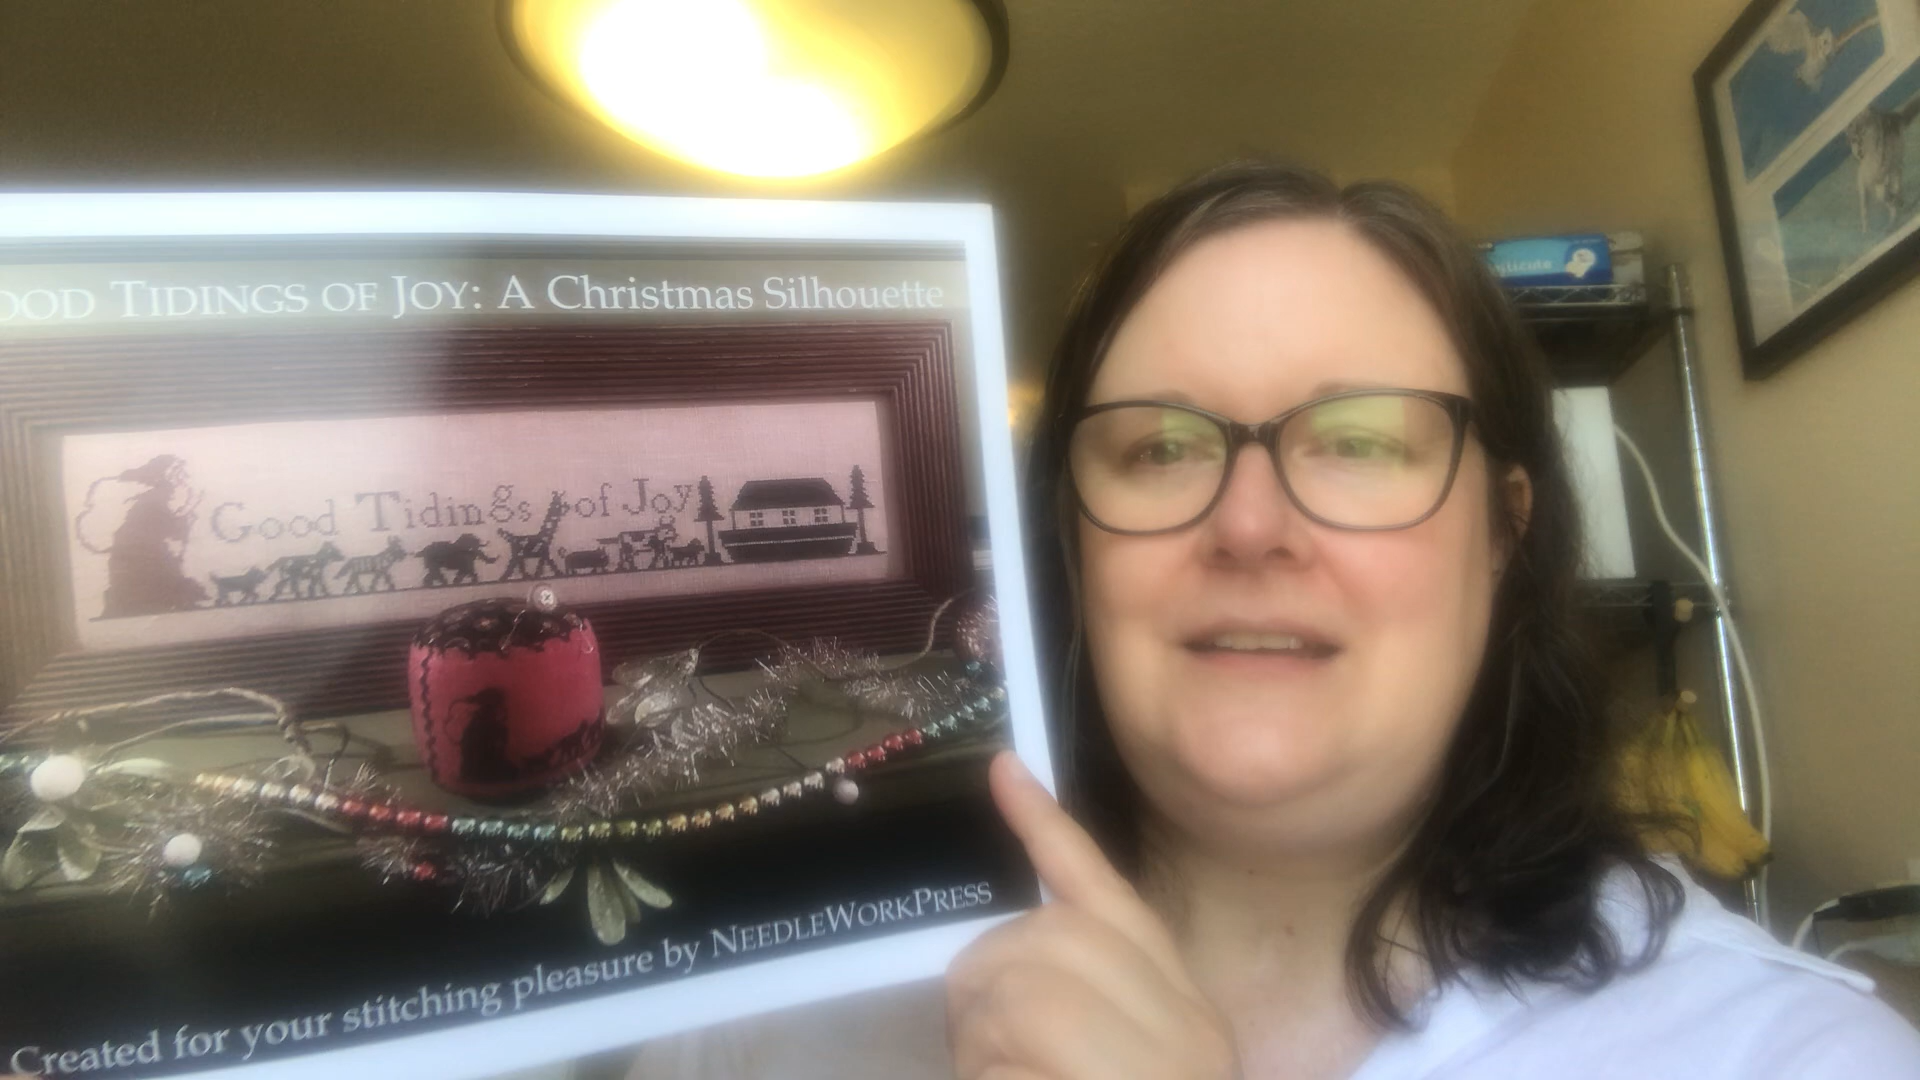 OOD TIDINGS OF JOY: A Christmas Silhouette
Good Tidings of Joy
Created for your stitching pleasure by NEEDLEWORKPRESS